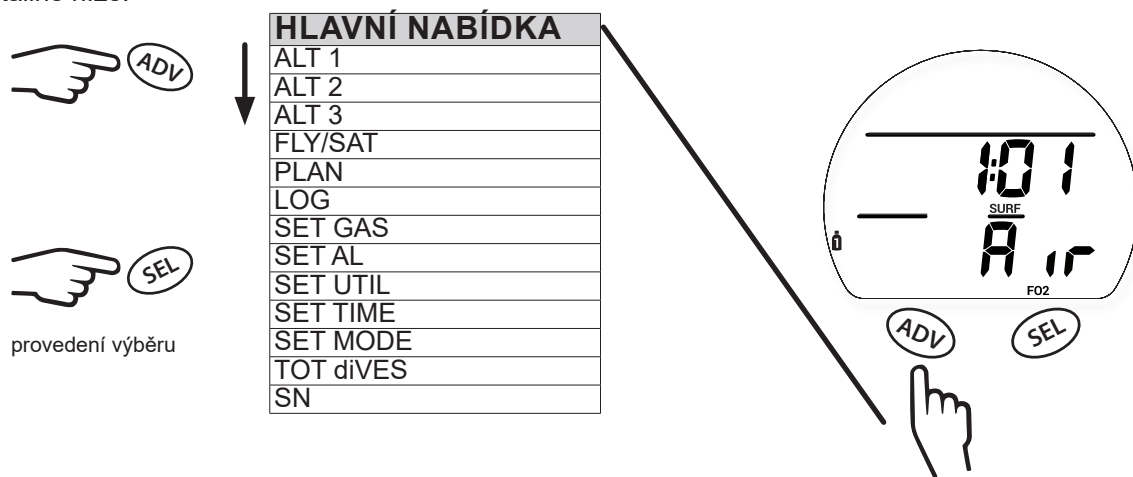 ADV
SEL
provedení výběru
HLAVNÍ NABÍDKA
ALT 1
ALT 2
ALT 3
FLY/SAT
PLAN
LOG
SET GAS
SET AL
SET UTIL
SET TIME
SET MODE
TOT diVES
SN
1:01
SURF
1
Air
FO2
ADV
SEL